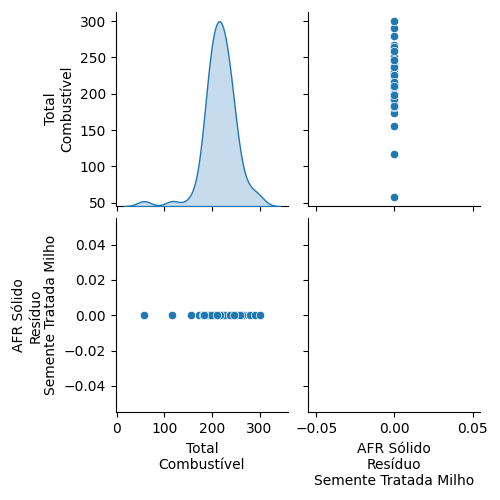 300
250
200
150
100
50
Total
Combustível
0.04
0.02
0.00
−0.02
−0.04
AFR Sólido
Resíduo
Semente Tratada Milho
0
100
200
300
Total
Combustível
−0.05
0.00
0.05
AFR Sólido
Resíduo
Semente Tratada Milho